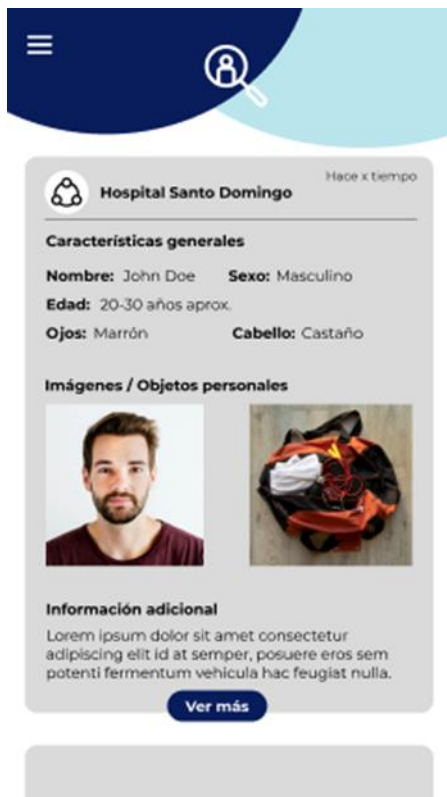 Hace x tiempo
Hospital Santo Domingo
Características generales
Nombre: John Doe Sexo: Masculino
Edad: 20-30 años aprox.
Ojos: Marrón Cabello: Castaño
Imágenes / Objetos personales
Información adicional
Lorem ipsum dolor sit amet consectetur
adipiscing elit id at semper, posuere eros sem
potenti fermentum vehicula hac feugiat nulla.
Ver más